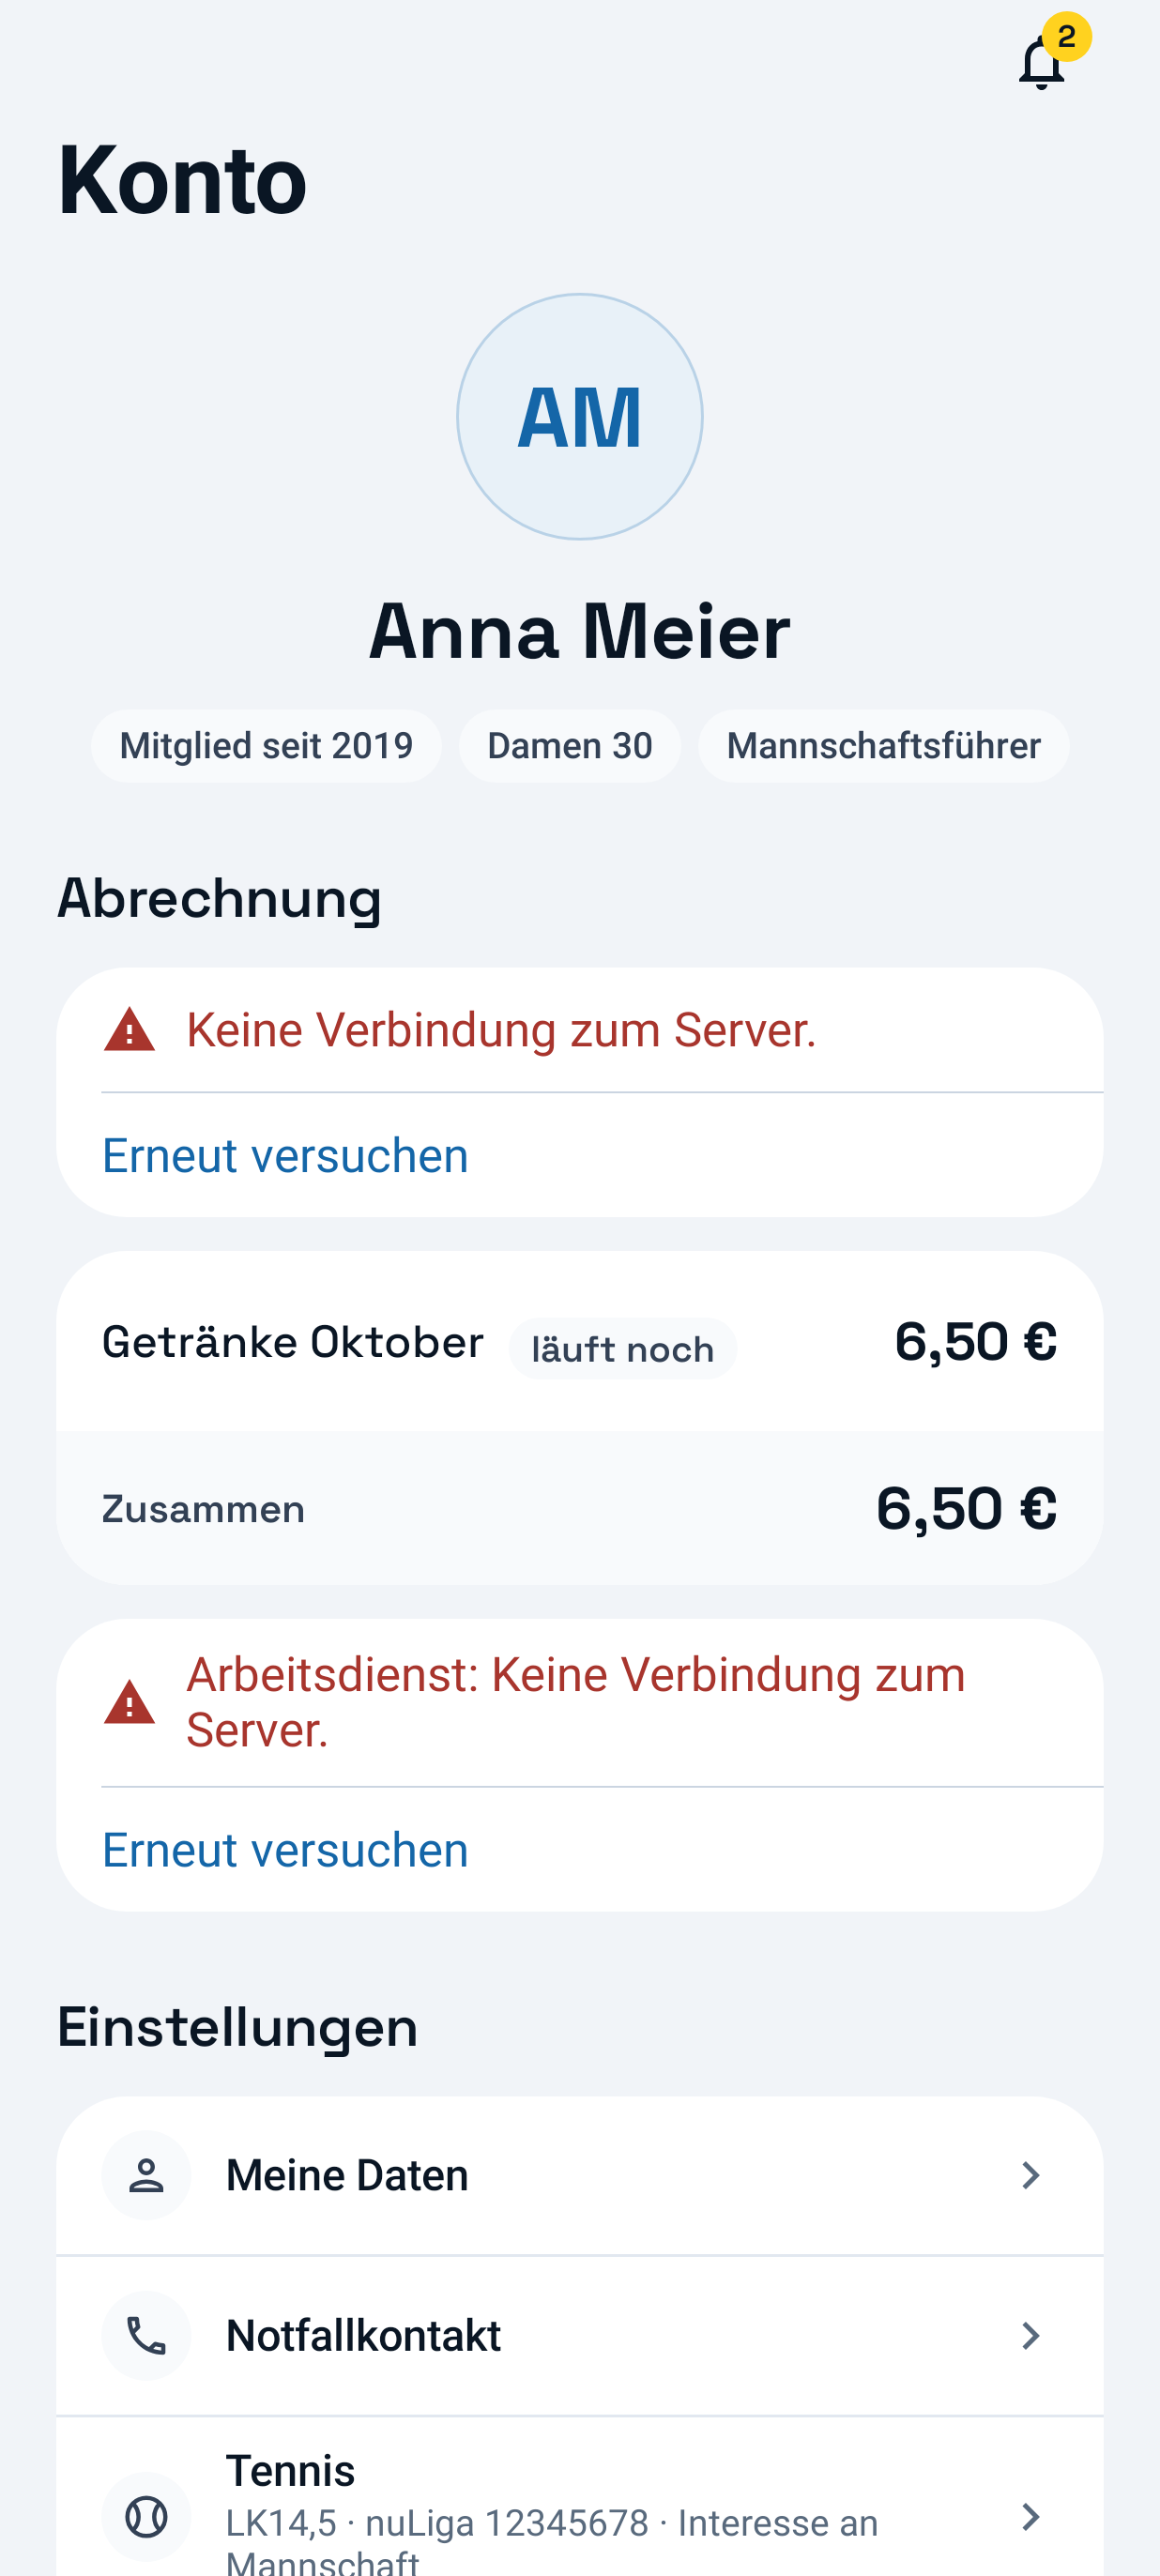 2
Konto
AM
Anna Meier
Mitglied seit 2019
Damen 30
Mannschaftsführer
Abrechnung
Keine Verbindung zum Server.
Erneut versuchen
Getränke Oktober läuft noch 6,50 €
Zusammen 6,50 €
Arbeitsdienst: Keine Verbindung zum
Server.
Erneut versuchen
Einstellungen
Meine Daten
Notfallkontakt
Tennis
LK14,5 · nuLiga 12345678 · Interesse an
Mannschaft